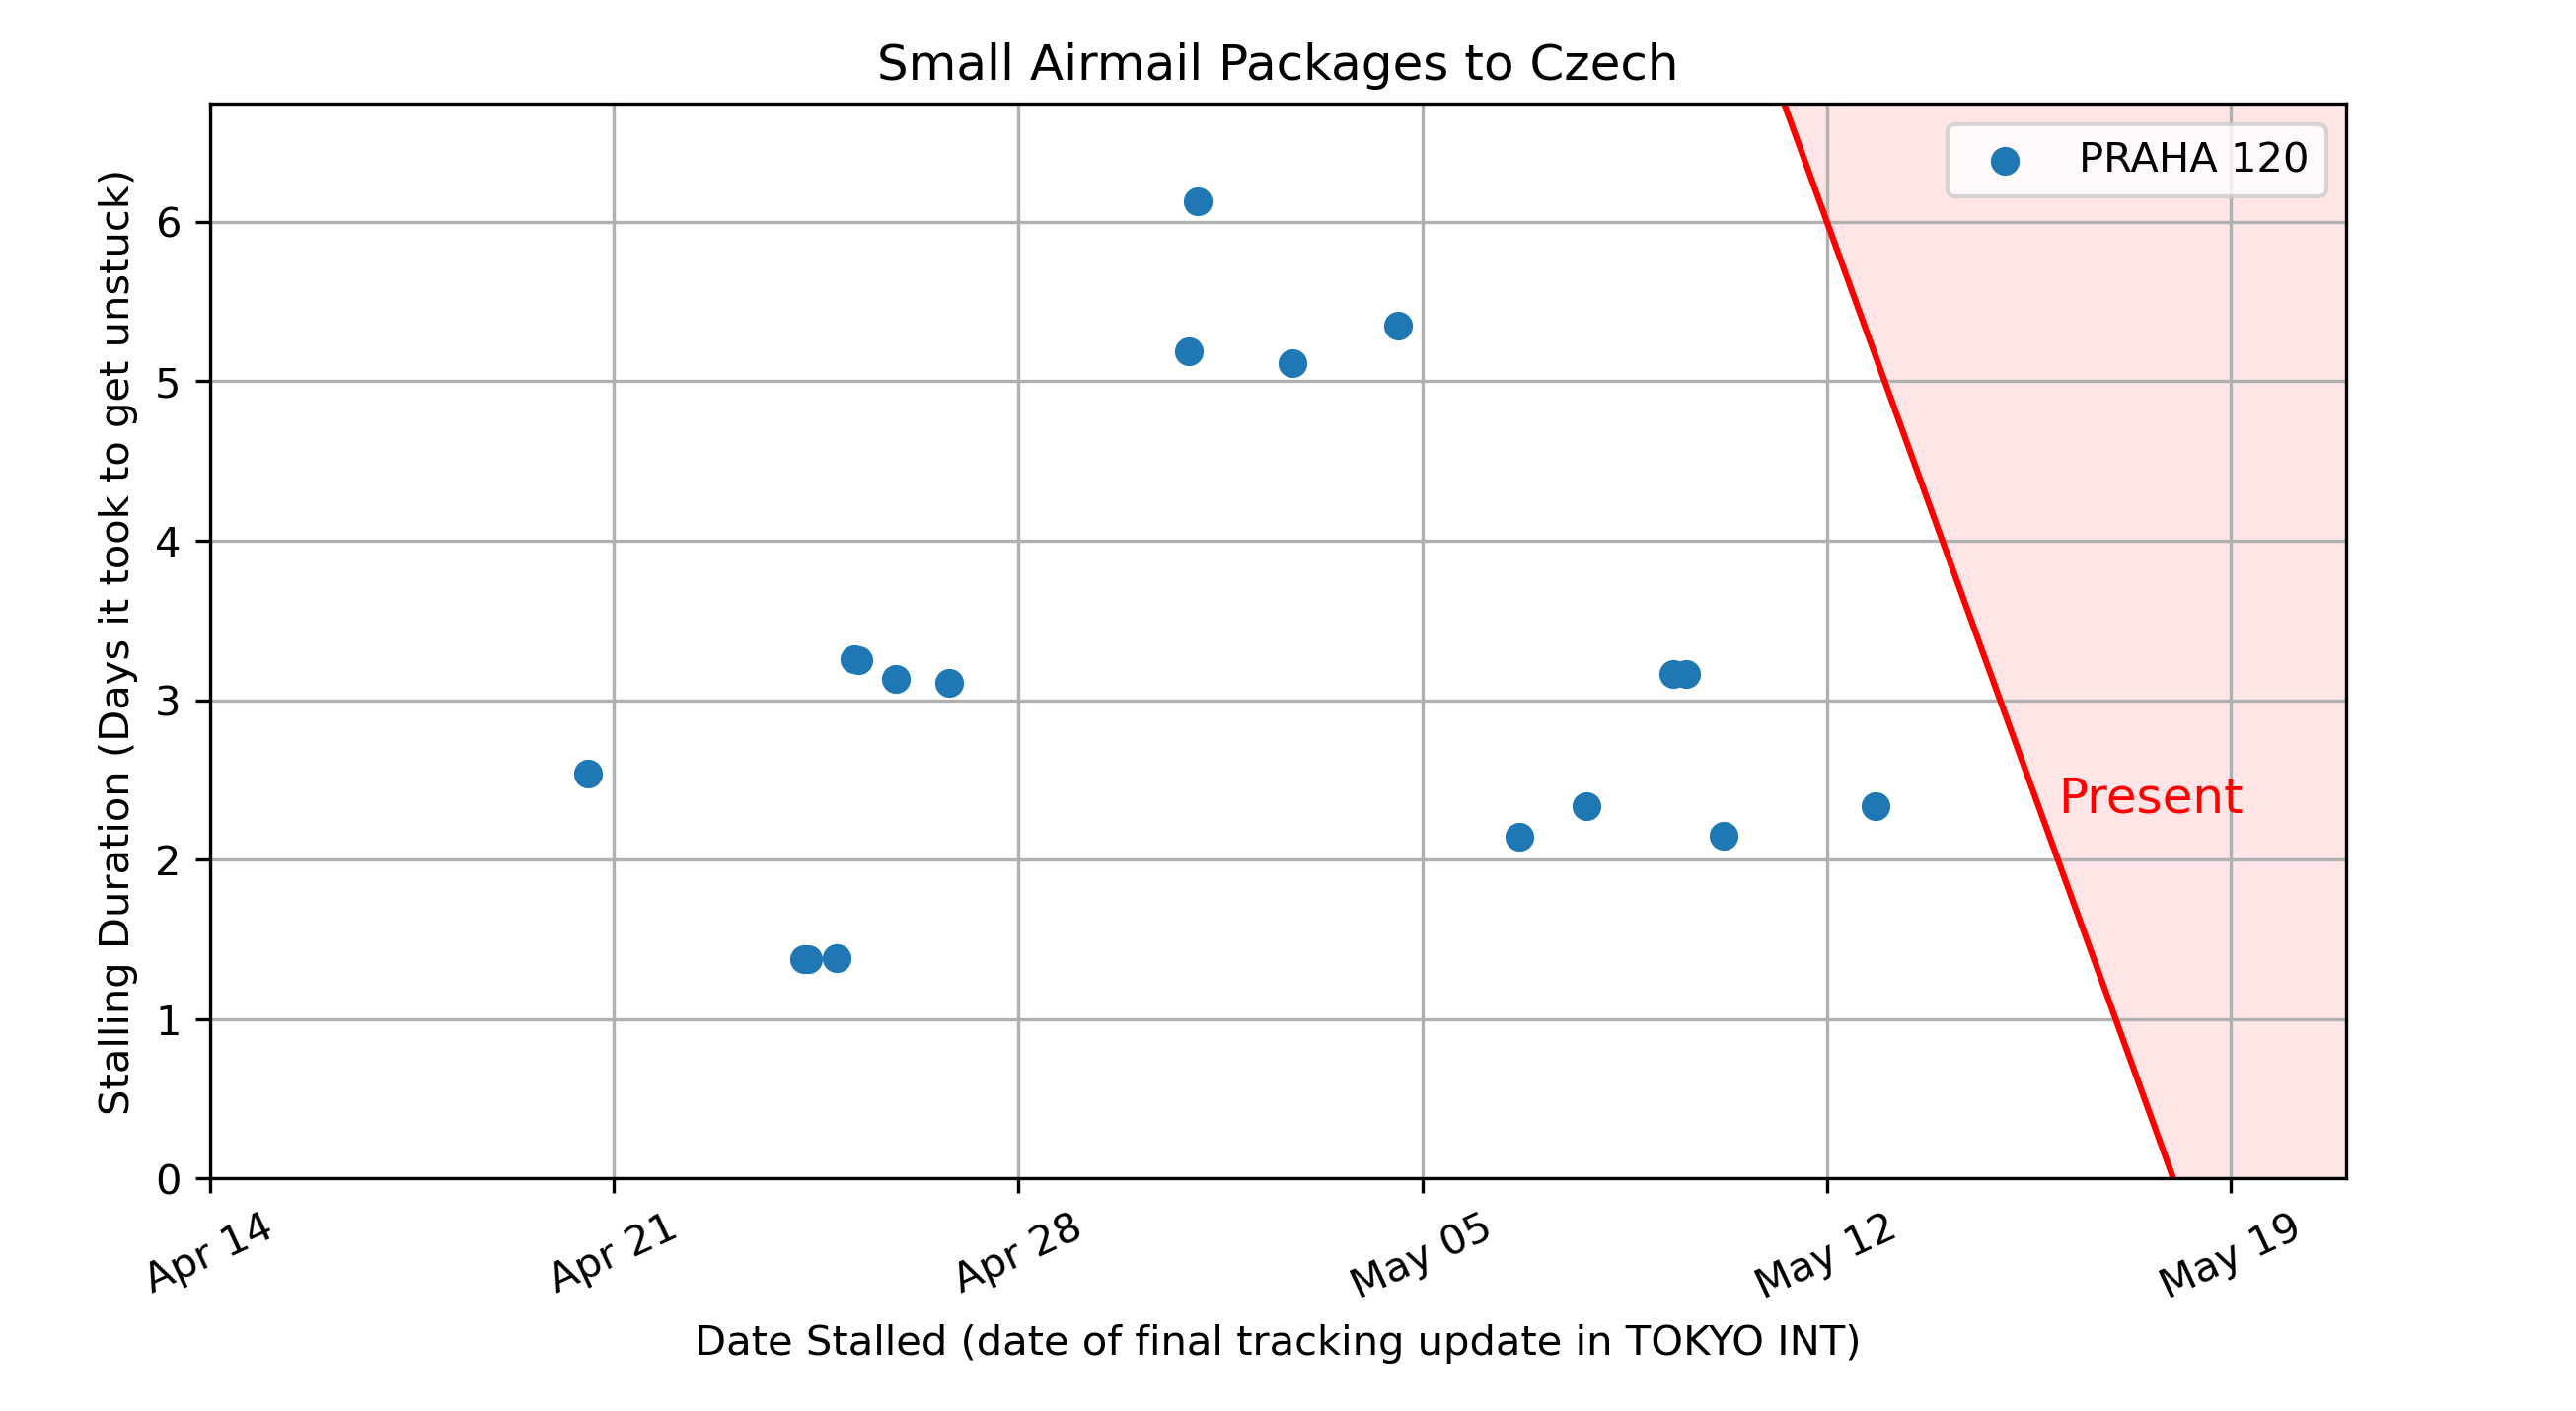 Small Airmail Packages to Czech
PRAHA 120
Stalling Duration (Days it took to get unstuck)
6
5
4
3
2
1
0
Present
Apr 14
Apr 21
Apr 28
May 05
May 12
May 19
Date Stalled (date of final tracking update in TOKYO INT)